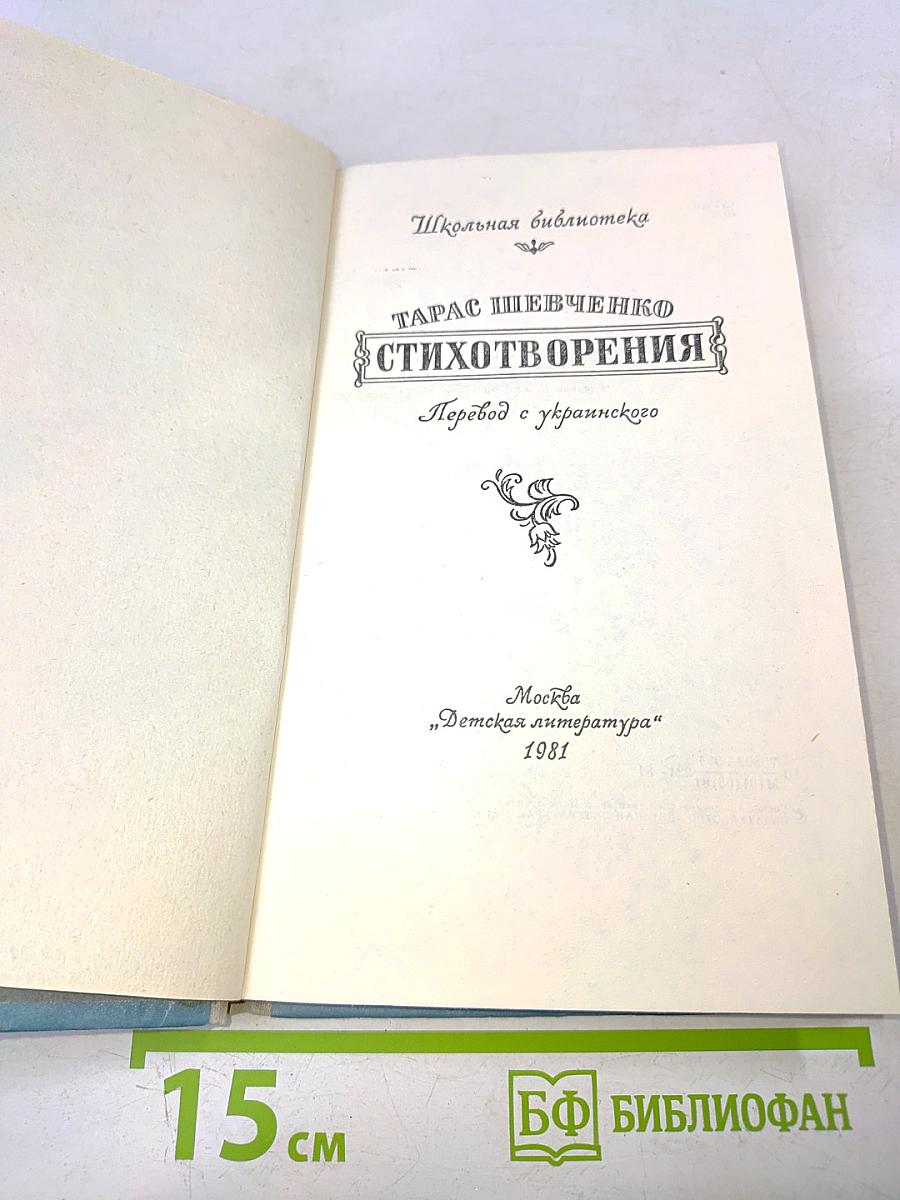 Школьная библиотека
ТАРАС ШЕВЧЕНКО
СТИХОТВОРЕНИЯ
Перевод с украинского
Москва
„Детская литература“
1981
15 см
БФ БИБЛИОФАН